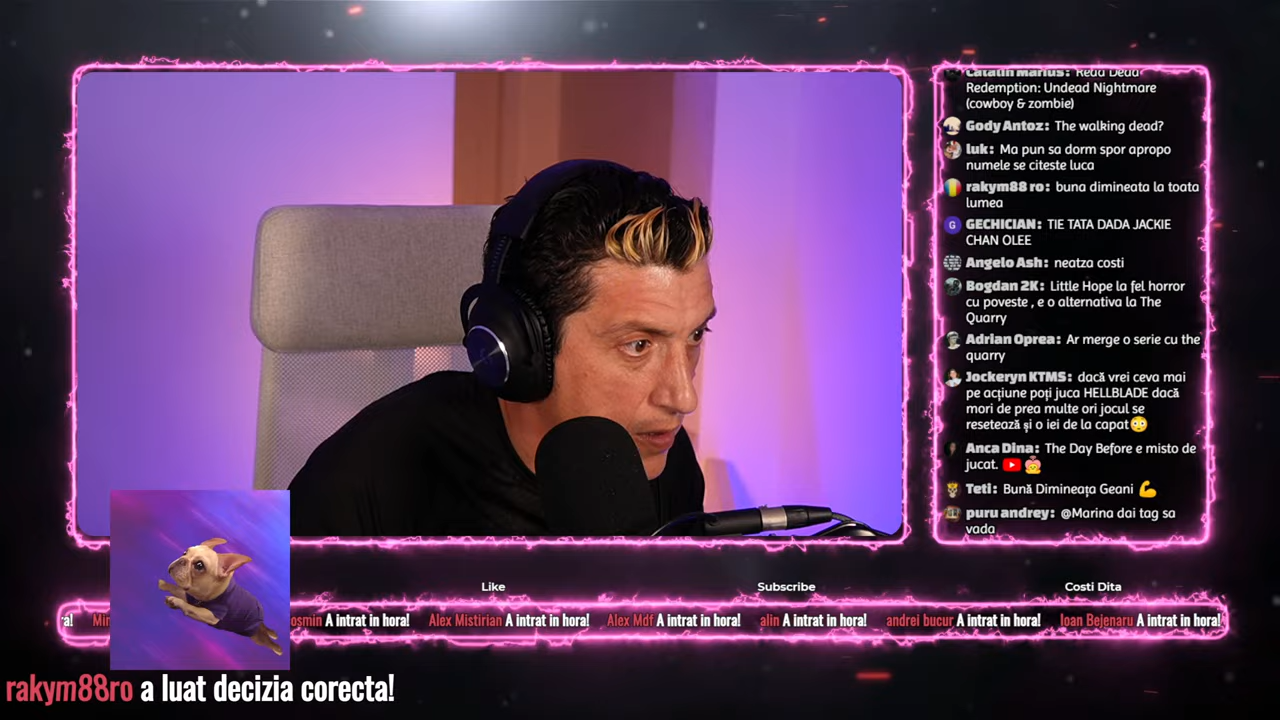 Catalin Marius: Read Dead
Redemption: Undead Nightmare
(cowboy & zombie)
Gody Antoz: The walking dead?
luk: Ma pun sa dorm spor apropo
numele se citeste luca
rakym88 ro: buna dimineata la toata
lumea
G GECHICIAN: TIE TATA DADA JACKIE
CHAN OLEE
Angelo Ash: neatza costi
Bogdan 2K: Little Hope la fel horror
cu poveste , e o alternativa la The
Quarry
Adrian Oprea: Ar merge o serie cu the
quarry
Jockeryn KTMS: dacă vrei ceva mai
pe acțiune poți juca HELLBLADE dacă
mori de prea multe ori jocul se
resetează și o iei de la capat😳
Anca Dina: The Day Before e misto de
jucat.
Teti: Bună Dimineața Geani 💪
puru andrey: @Marina dai tag sa
vada
Like Subscribe Costi Dita
osmin A intrat in hora! Alex Mistirian A intrat in hora! Alex Mdf A intrat in hora! alin A intrat in hora! andrei bucur A intrat in hora! Ioan Bejenaru A intrat in hora!
rakym88ro a luat decizia corecta!